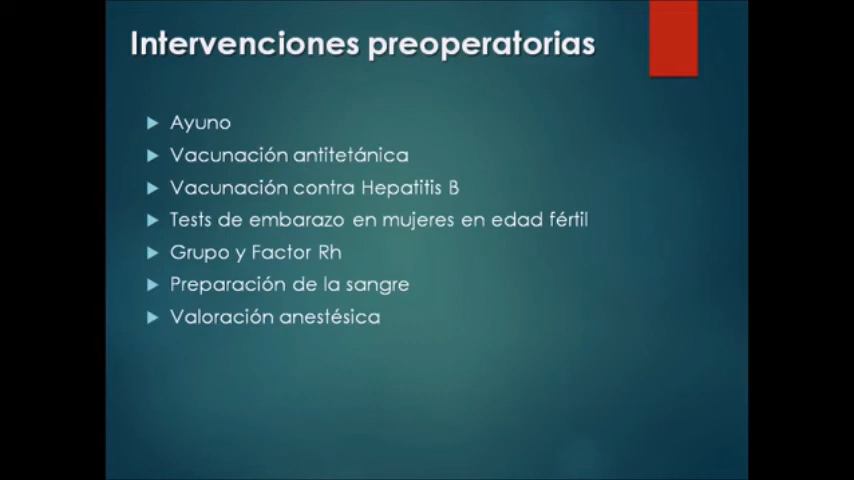 Intervenciones preoperatorias
Ayuno
Vacunación antitetánica
Vacunación contra Hepatitis B
Tests de embarazo en mujeres en edad fértil
Grupo y Factor Rh
Preparación de la sangre
Valoración anestésica